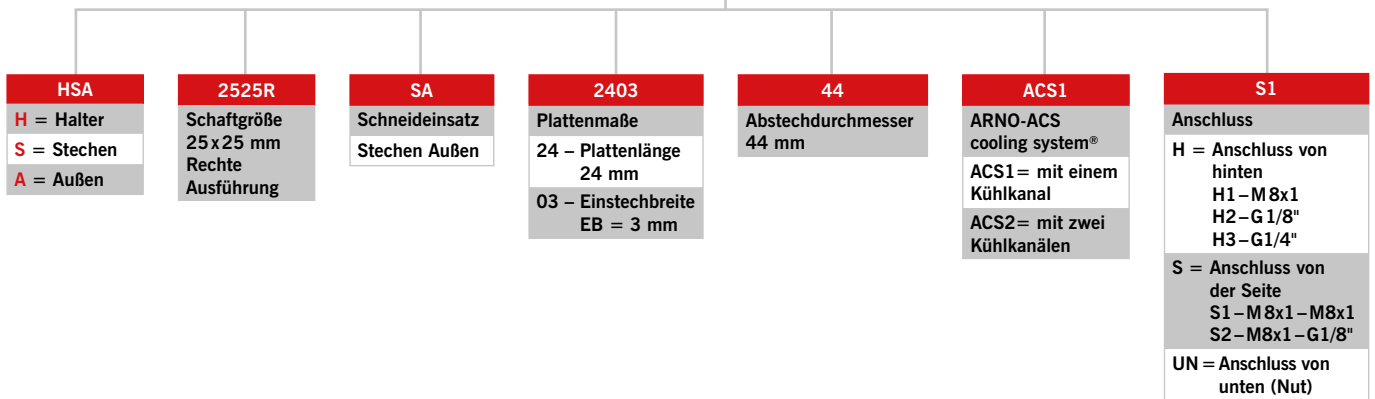 HSA
H = Halter
S = Stechen
A = Außen
2525R
Schaftgröße
25x25 mm
Rechte
Ausführung
SA
Schneideinsatz
Stechen Außen
2403
Plattenmaße
24 – Plattenlänge
24 mm
03 – Einstechbreite
EB = 3 mm
44
Abstechdurchmesser
44 mm
ACS1
ARNO-ACS
cooling system®
ACS1= mit einem
Kühlkanal
ACS2= mit zwei
Kühlkanälen
S1
Anschluss
H = Anschluss von
hinten
H1–M8x1
H2–G1/8"
H3–G1/4"
S = Anschluss von
der Seite
S1–M8x1–M8x1
S2–M8x1–G1/8"
UN = Anschluss von
unten (Nut)